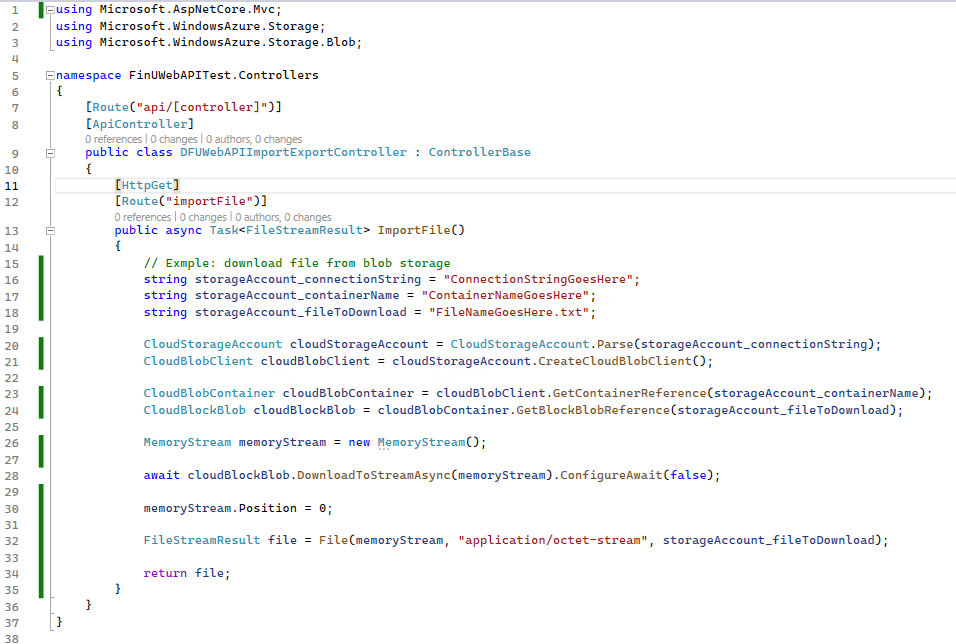 1 using Microsoft.AspNetCore.Mvc;
2 using Microsoft.WindowsAzure.Storage;
3 using Microsoft.WindowsAzure.Storage.Blob;
4
5 namespace FinUWebAPITest.Controllers
6 {
7 [Route("api/[controller]")]
8 [ApiController]
0 references | 0 changes | 0 authors, 0 changes
9 public class DFUWebAPIImportExportController : ControllerBase
10 {
11 [HttpGet]
12 [Route("importFile")]
0 references | 0 changes | 0 authors, 0 changes
13 public async Task<FileStreamResult> ImportFile()
14 {
15 // Exmple: download file from blob storage
16 string storageAccount_connectionString = "ConnectionStringGoesHere";
17 string storageAccount_containerName = "ContainerNameGoesHere";
18 string storageAccount_fileToDownload = "FileNameGoesHere.txt";
19
20 CloudStorageAccount cloudStorageAccount = CloudStorageAccount.Parse(storageAccount_connectionString);
21 CloudBlobClient cloudBlobClient = cloudStorageAccount.CreateCloudBlobClient();
22
23 CloudBlobContainer cloudBlobContainer = cloudBlobClient.GetContainerReference(storageAccount_containerName);
24 CloudBlockBlob cloudBlockBlob = cloudBlobContainer.GetBlockBlobReference(storageAccount_fileToDownload);
25
26 MemoryStream memoryStream = new MemoryStream();
27
28 await cloudBlockBlob.DownloadToStreamAsync(memoryStream).ConfigureAwait(false);
29
30 memoryStream.Position = 0;
31
32 FileStreamResult file = File(memoryStream, "application/octet-stream", storageAccount_fileToDownload);
33
34 return file;
35 }
36 }
37 }
38